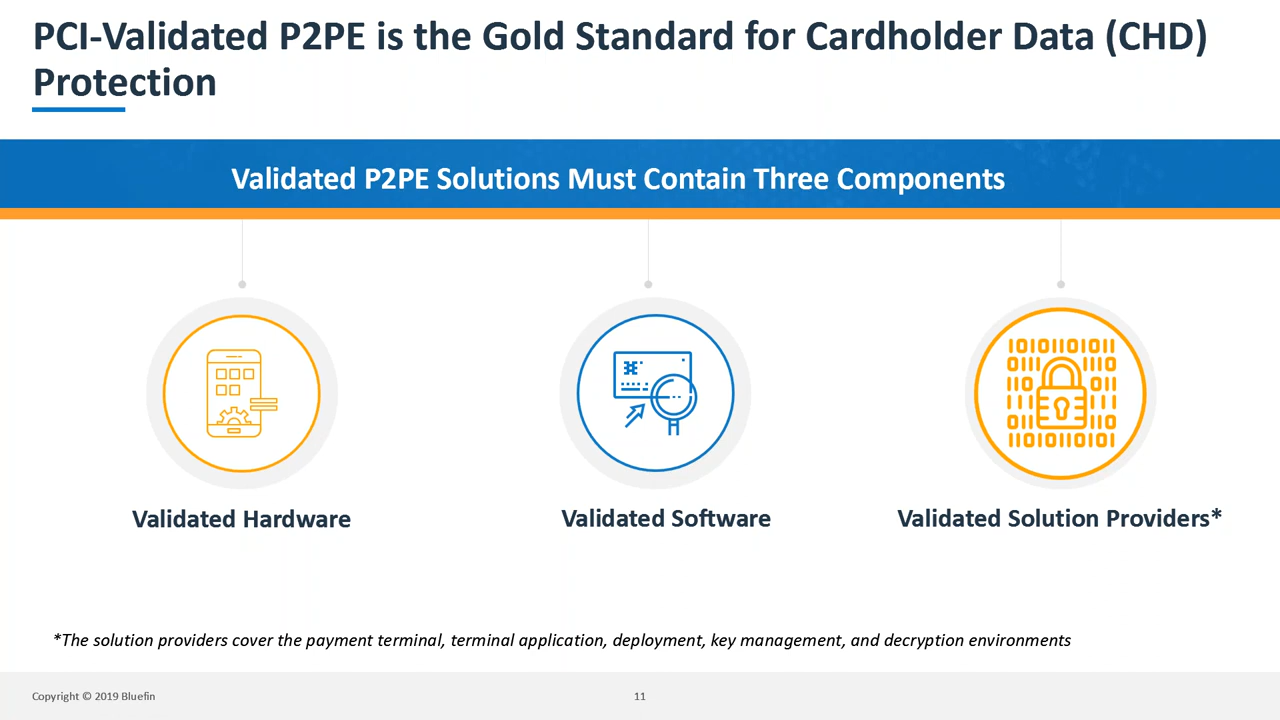 PCI-Validated P2PE is the Gold Standard for Cardholder Data (CHD)
Protection
Validated P2PE Solutions Must Contain Three Components
Validated Hardware
Validated Software
Validated Solution Providers*
*The solution providers cover the payment terminal, terminal application, deployment, key management, and decryption environments
Copyright © 2019 Bluefin
11